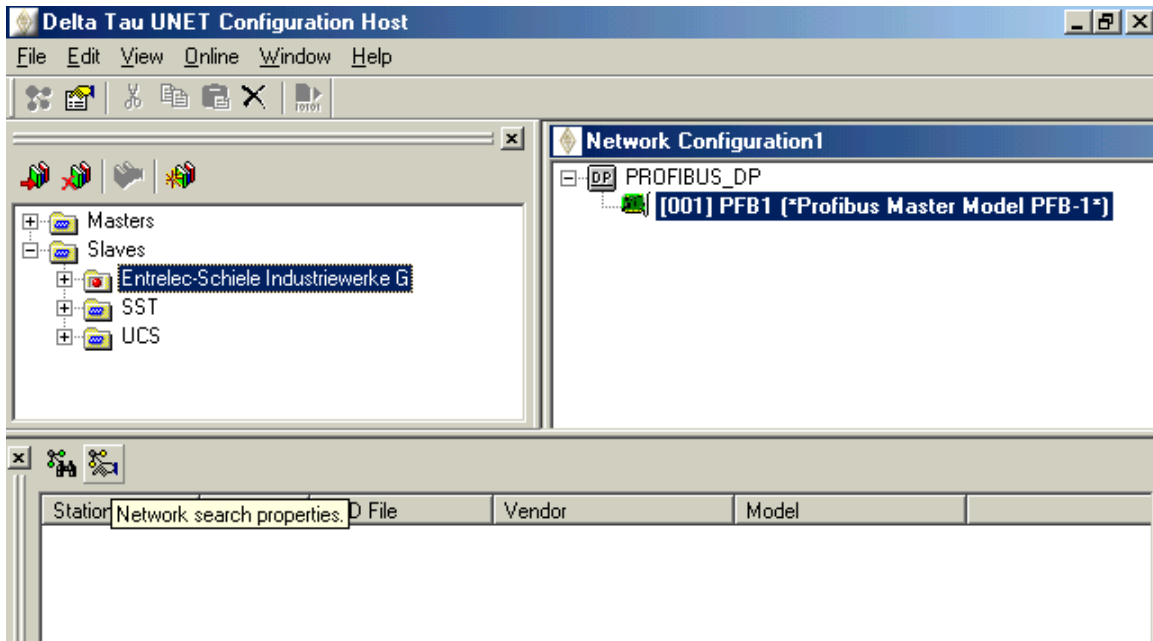 Delta Tau UNET Configuration Host
File Edit View Online Window Help
Masters
Slaves
Entrelec-Schiele Industriewerke G
SST
UCS
Network Configuration1
DP PROFIBUS_DP
[001] PFB1 (*Profibus Master Model PFB-1*)
Network search properties.
Station D File Vendor Model